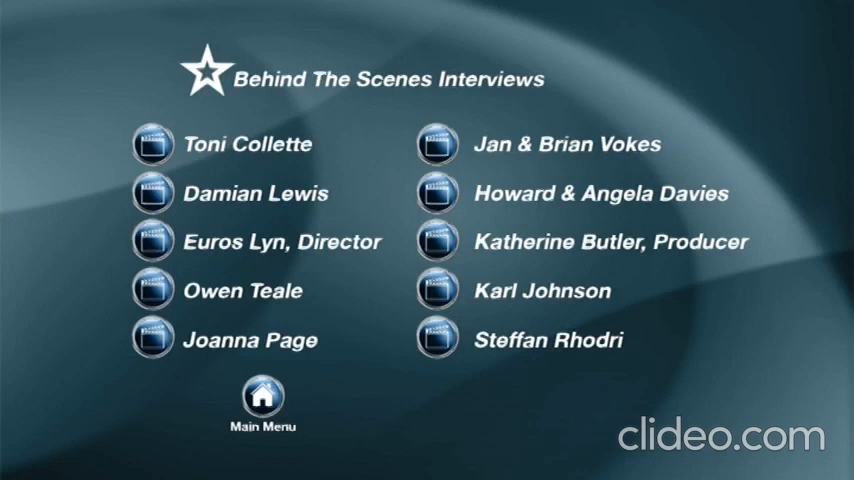 Behind The Scenes Interviews
Toni Collette
Damian Lewis
Euros Lyn, Director
Owen Teale
Joanna Page
Jan & Brian Vokes
Howard & Angela Davies
Katherine Butler, Producer
Karl Johnson
Steffan Rhodri
Main Menu
clideo.com